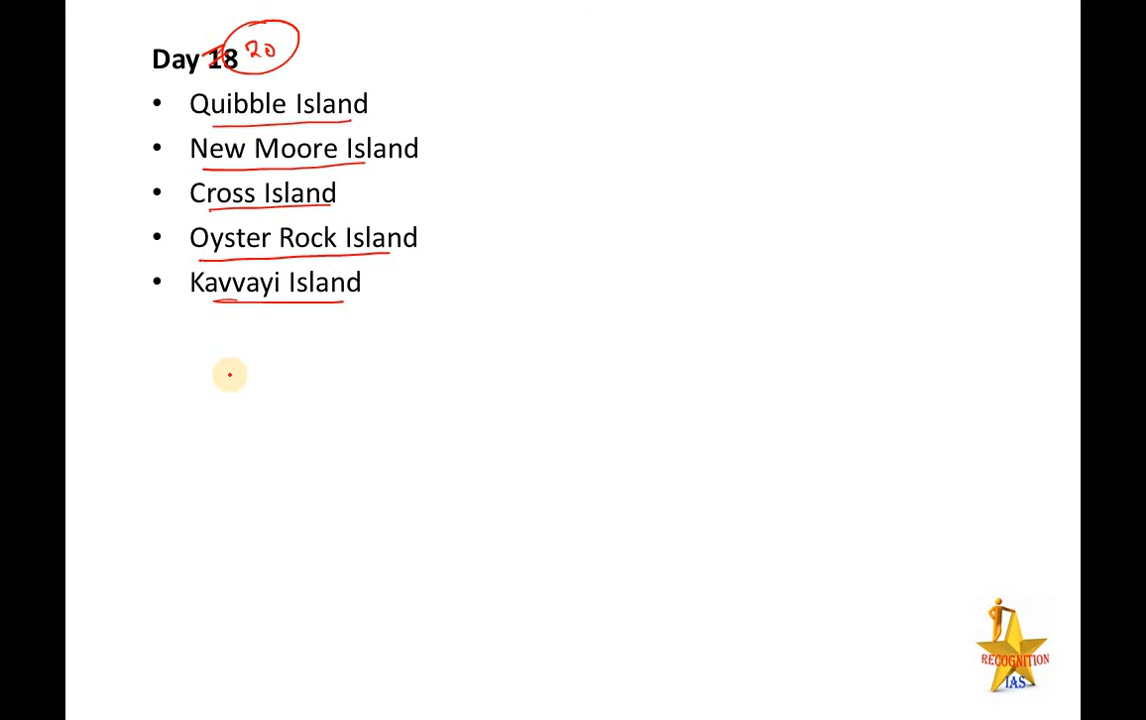 Day 18 20
• Quibble Island
• New Moore Island
• Cross Island
• Oyster Rock Island
• Kavvayi Island
RECOGNITION
IAS